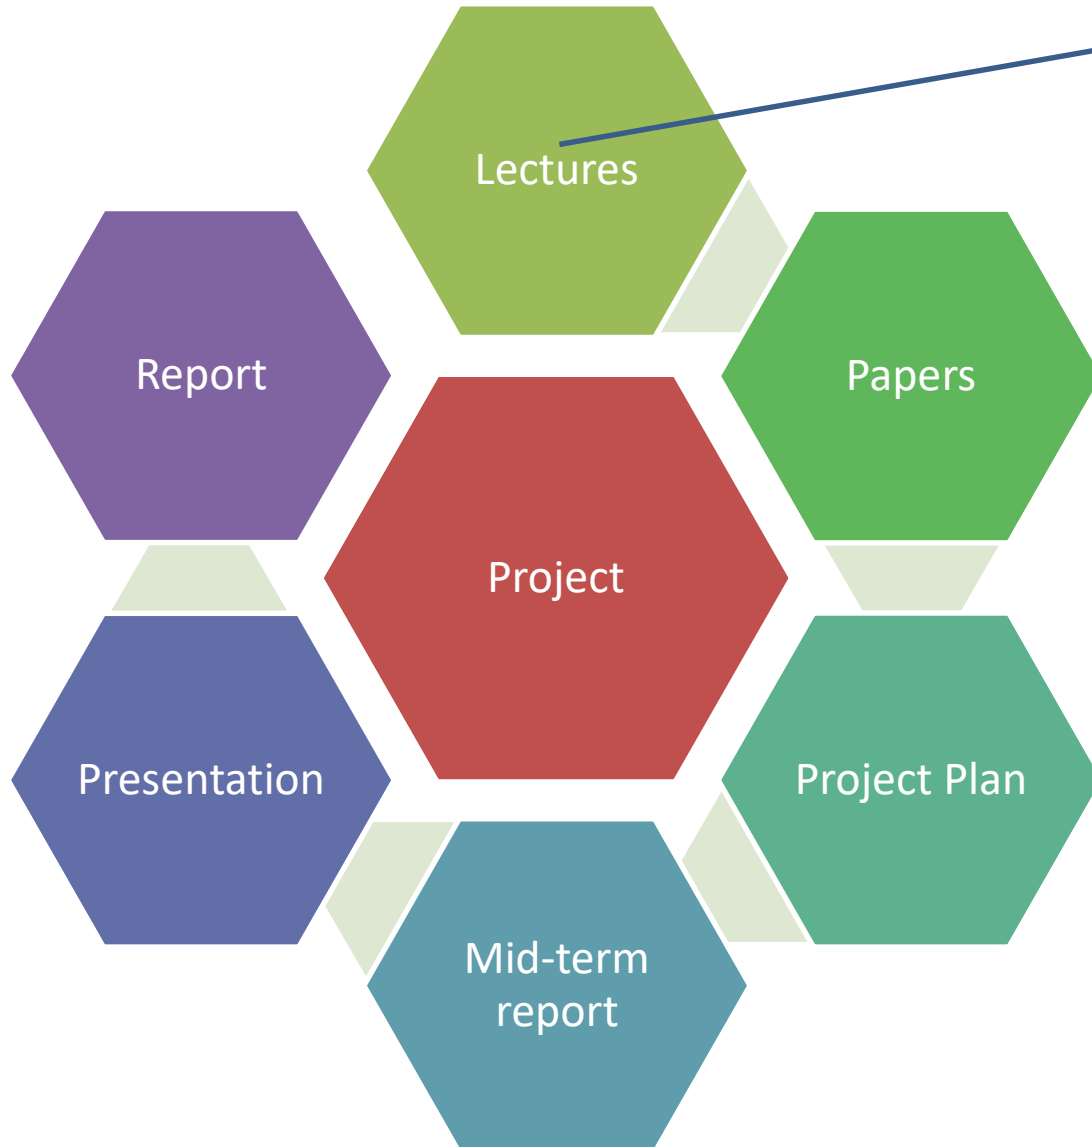 Lectures
Report
Papers
Project
Presentation
Project Plan
Mid-term
report